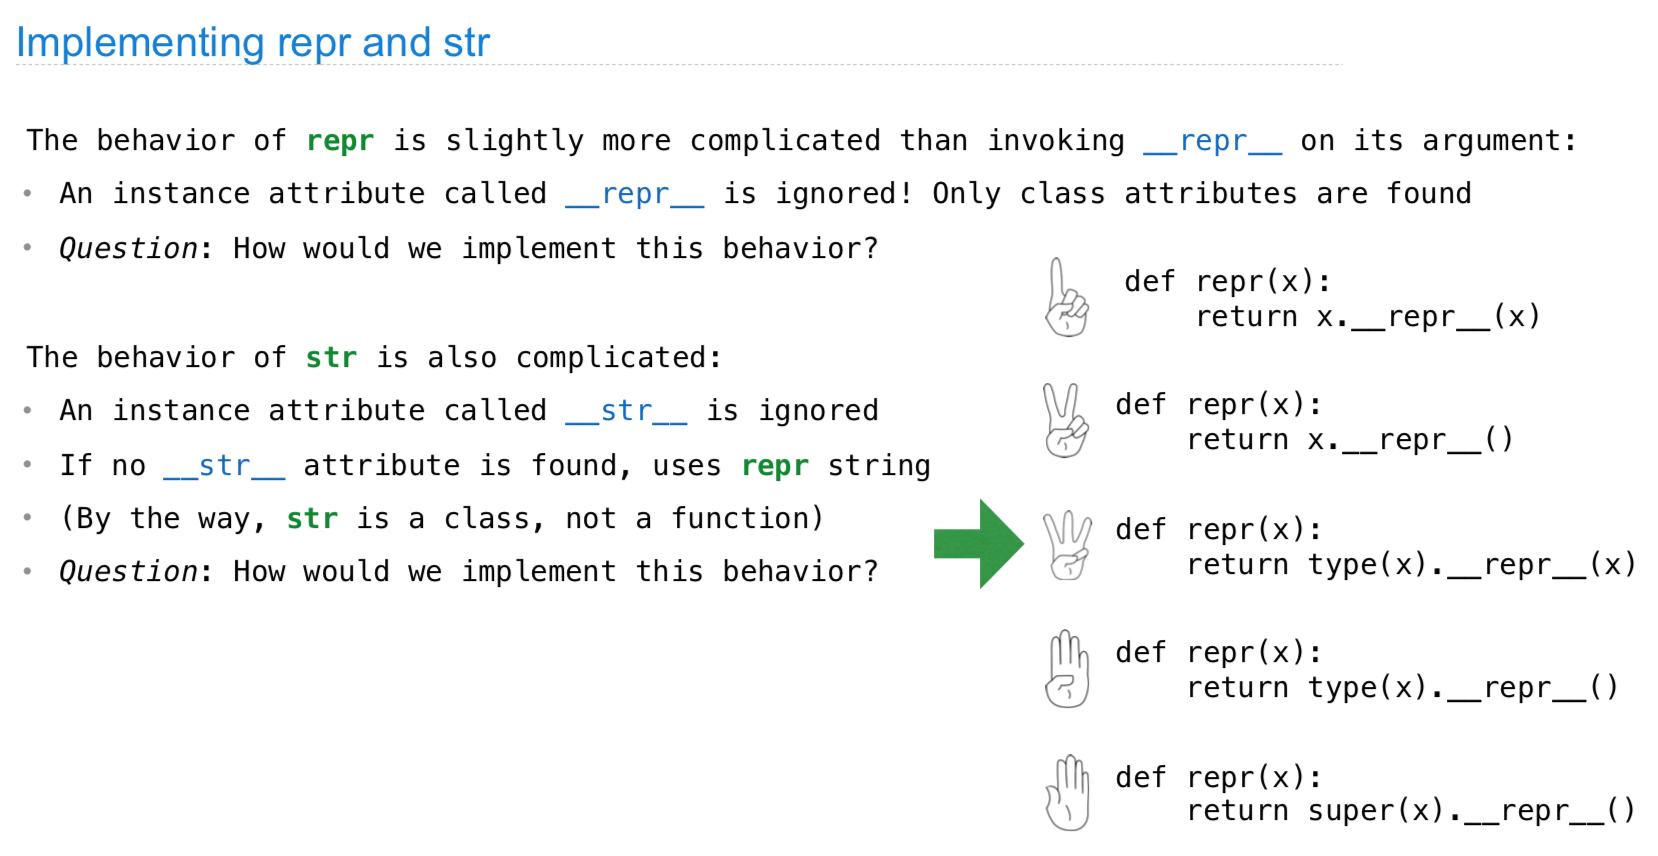 Implementing repr and str
The behavior of repr is slightly more complicated than invoking __repr__ on its argument:
• An instance attribute called __repr__ is ignored! Only class attributes are found
• Question: How would we implement this behavior?
The behavior of str is also complicated:
• An instance attribute called __str__ is ignored
• If no __str__ attribute is found, uses repr string
• (By the way, str is a class, not a function)
• Question: How would we implement this behavior?
def repr(x):
    return x.__repr__(x)
def repr(x):
    return x.__repr__()
def repr(x):
    return type(x).__repr__(x)
def repr(x):
    return type(x).__repr__()
def repr(x):
    return super(x).__repr__()